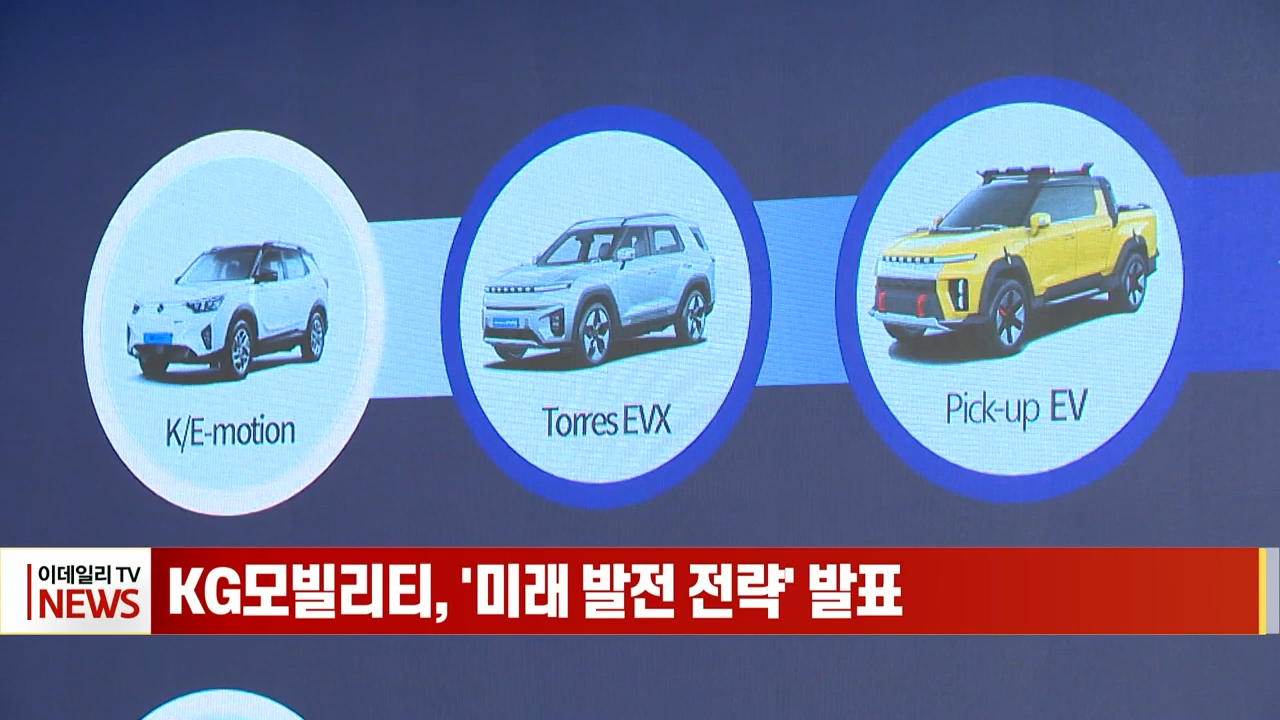 K/E-motion
Torres EVX
Pick-up EV
이데일리 TV
NEWS
KG모빌리티, '미래 발전 전략' 발표